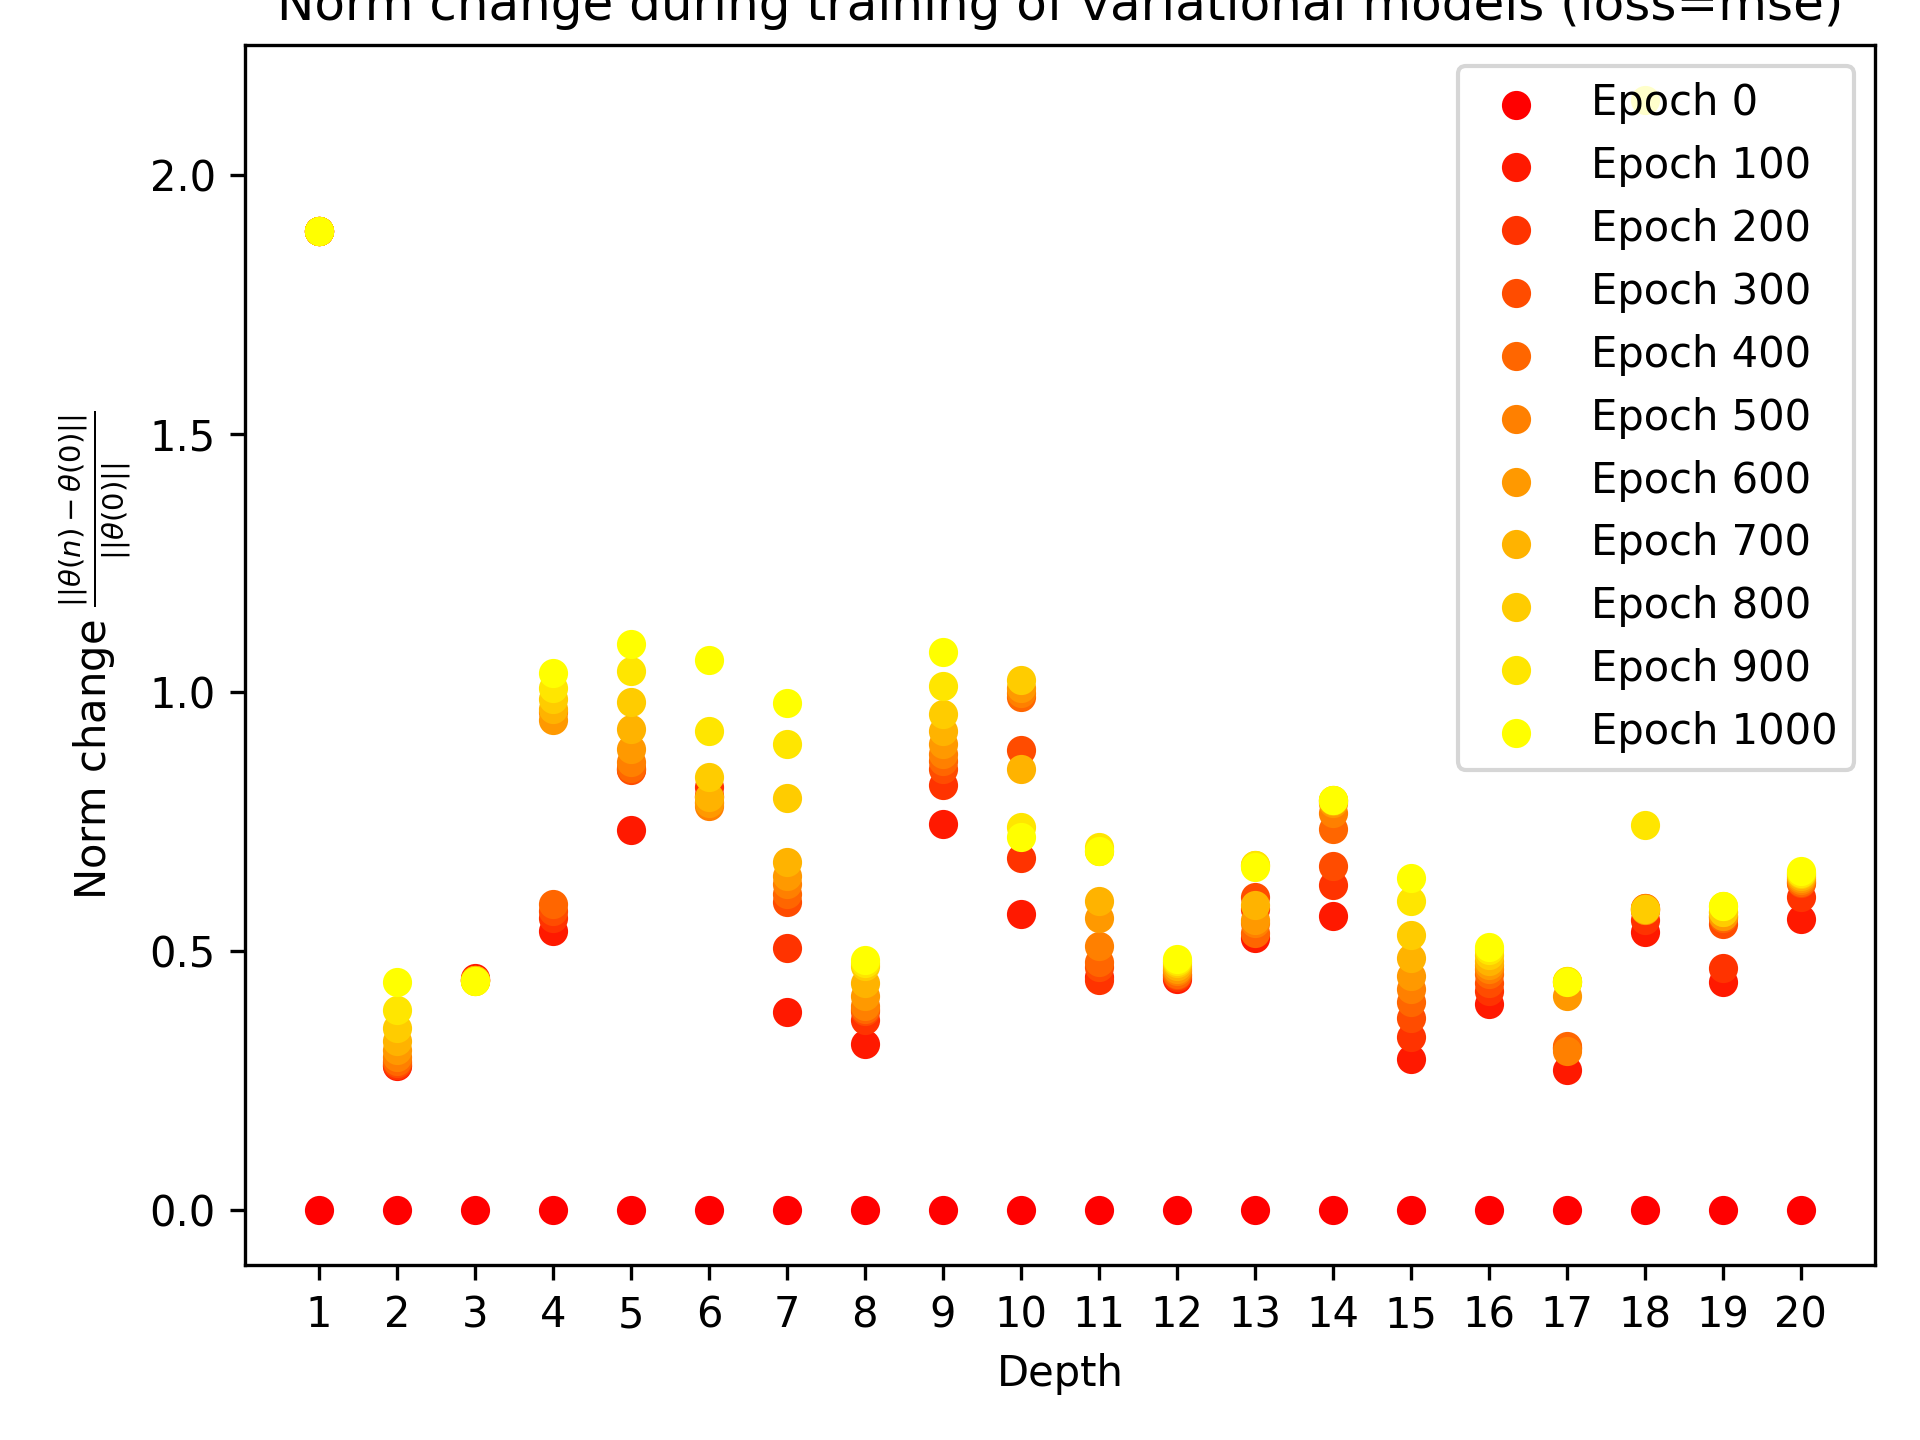 Norm change during training of variational models (loss=mse)
Norm change ||θ(n) − θ(0)|| / ||θ(0)||
2.0
1.5
1.0
0.5
0.0
Epoch 0
Epoch 100
Epoch 200
Epoch 300
Epoch 400
Epoch 500
Epoch 600
Epoch 700
Epoch 800
Epoch 900
Epoch 1000
1 2 3 4 5 6 7 8 9 10 11 12 13 14 15 16 17 18 19 20
Depth